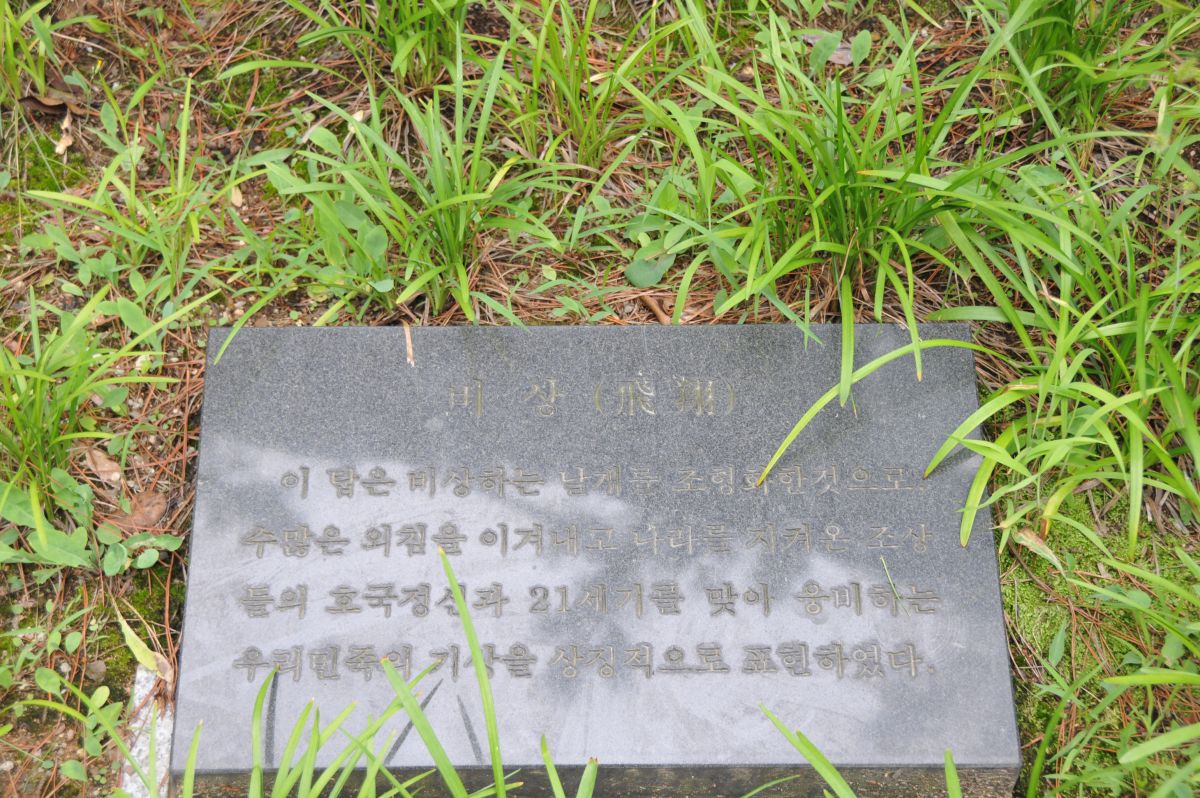 비 상 (飛 翔)
이 탑은 비상하는 날개를 조형화한것으로,
수많은 외침을 이겨내고 나라를 지켜온 조상
들의 호국정신과 21세기를 맞이 웅비하는
우리민족의 기상을 상징적으로 표현하였다.